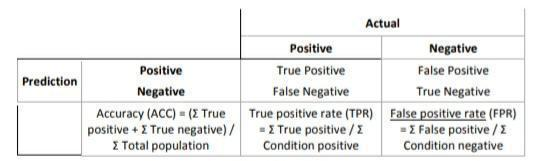 Actual
Positive Negative
Prediction Positive True Positive False Positive
Negative False Negative True Negative
Accuracy (ACC) = (Σ True positive + Σ True negative) / Σ Total population
True positive rate (TPR) = Σ True positive / Σ Condition positive
False positive rate (FPR) = Σ False positive / Σ Condition negative